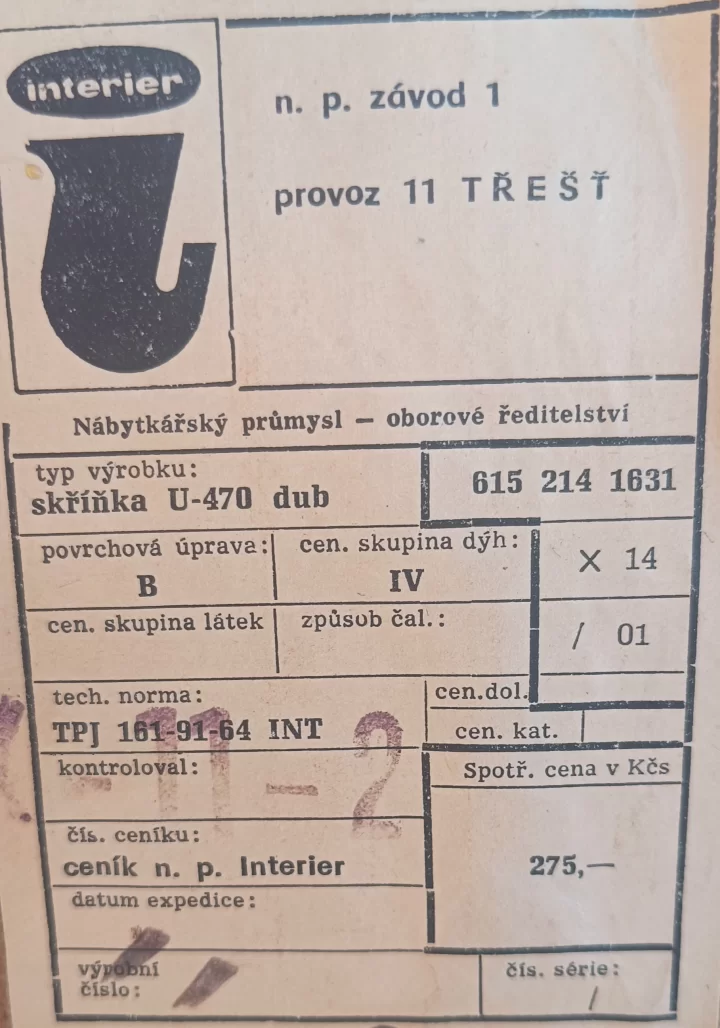 interier
n. p. závod 1
provoz 11 TŘEŠŤ
Nábytkářský průmysl — oborové ředitelství
typ výrobku:
skříňka U-470 dub
615 214 1631
povrchová úprava:
B
cen. skupina dýh:
IV
X 14
cen. skupina látek
způsob čal.:
/ 01
tech. norma:
TPJ 161-91-64 INT
cen.dol.
cen. kat.
kontroloval:
Spotř. cena v Kčs
čís. ceníku:
ceník n. p. Interier
275,—
datum expedice:
výrobní
číslo:
čís. série:
/